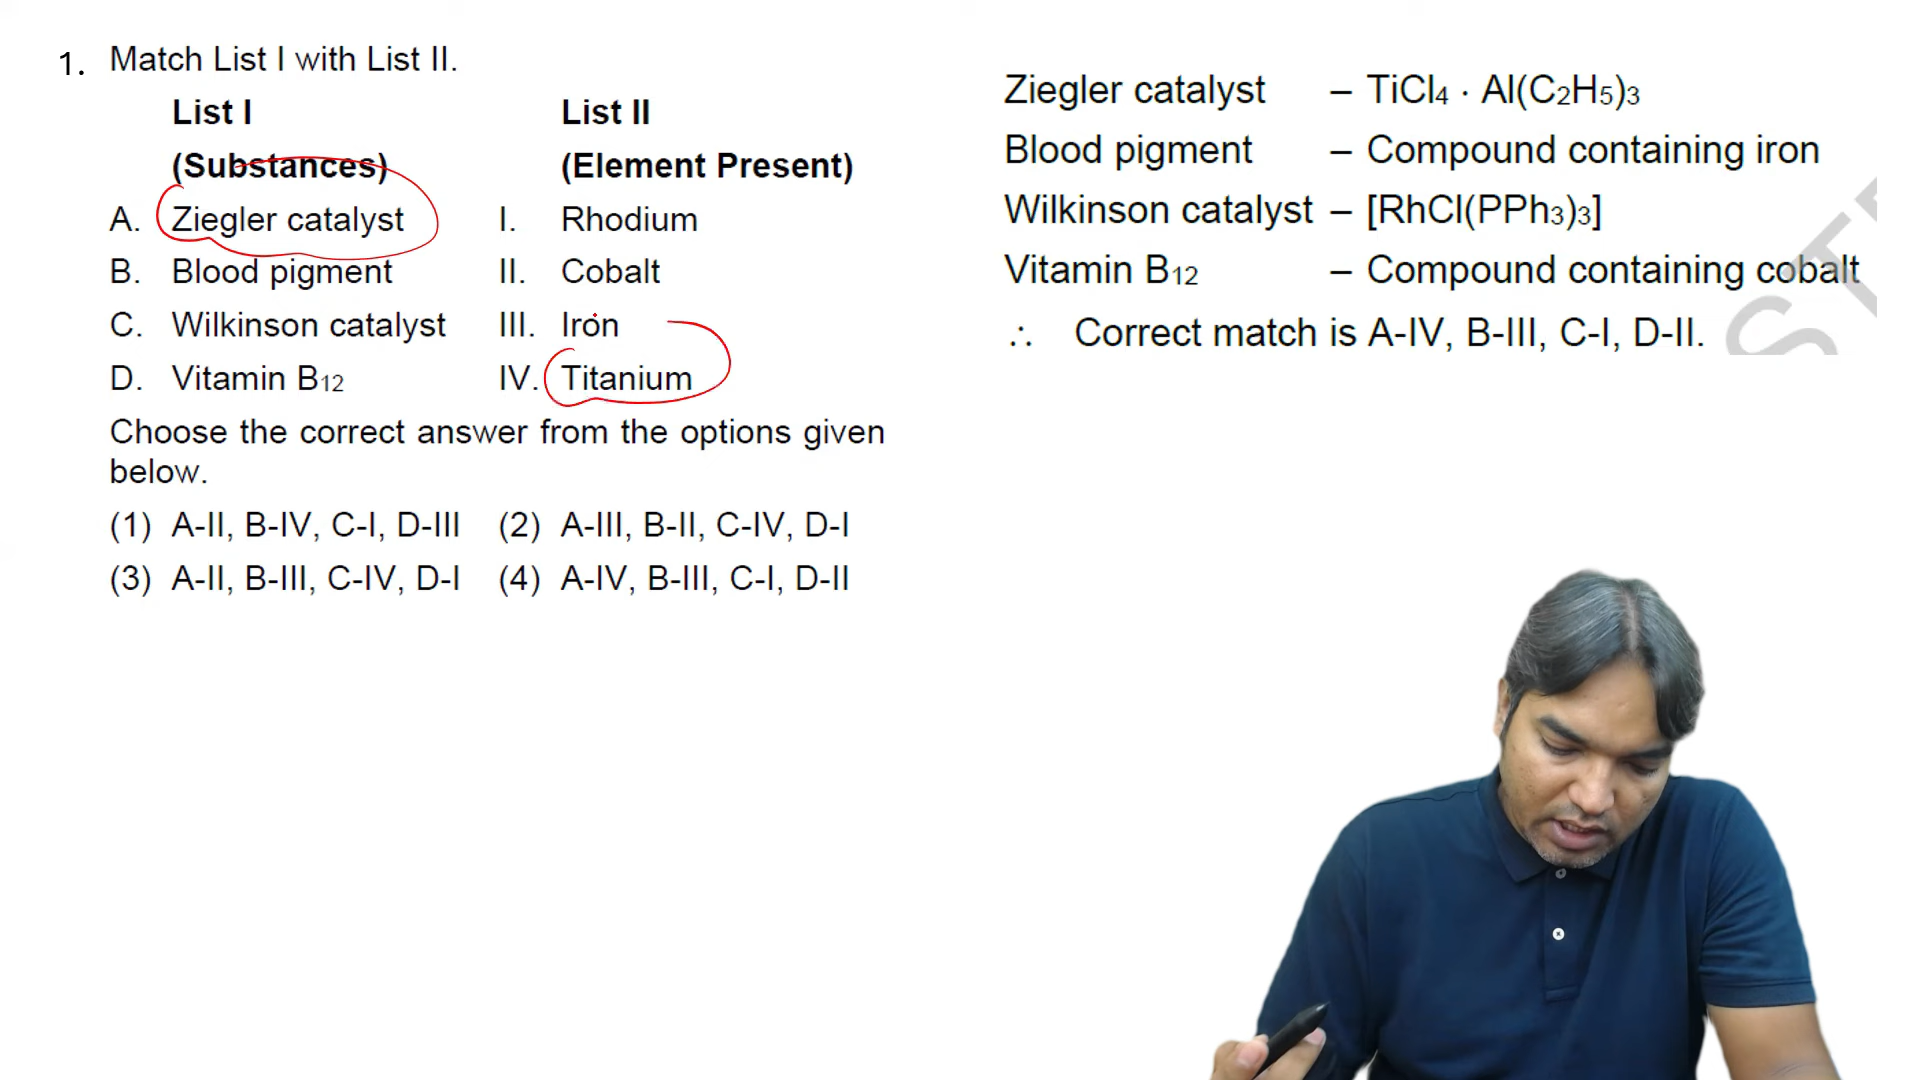 1. Match List I with List II.
List I List II
(Substances) (Element Present)
A. Ziegler catalyst I. Rhodium
B. Blood pigment II. Cobalt
C. Wilkinson catalyst III. Iron
D. Vitamin B12 IV. Titanium
Choose the correct answer from the options given
below.
(1) A-II, B-IV, C-I, D-III (2) A-III, B-II, C-IV, D-I
(3) A-II, B-III, C-IV, D-I (4) A-IV, B-III, C-I, D-II
Ziegler catalyst – TiCl4 · Al(C2H5)3
Blood pigment – Compound containing iron
Wilkinson catalyst – [RhCl(PPh3)3]
Vitamin B12 – Compound containing cobalt
∴ Correct match is A-IV, B-III, C-I, D-II.